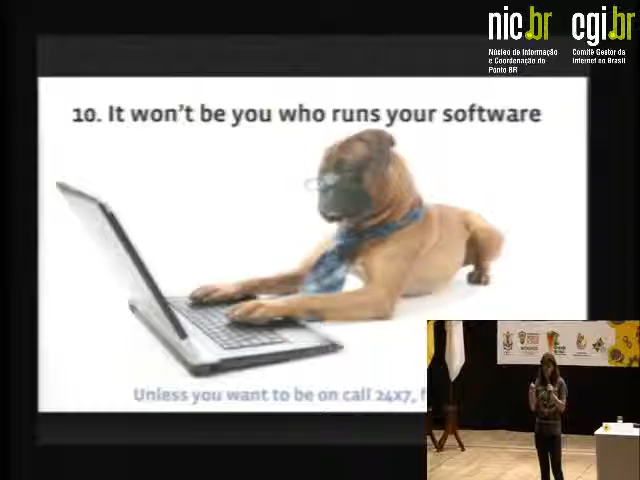 nic.br cgi.br
Núcleo de Informação
e Coordenação do
Ponto BR
Comitê Gestor da
Internet no Brasil
10. It won't be you who runs your software
Unless you want to be on call 24x7,